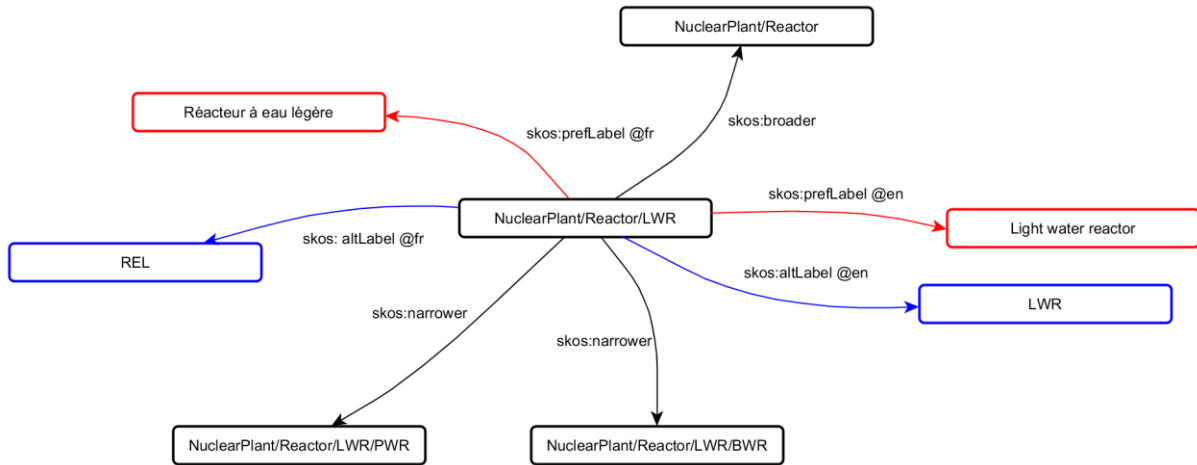 NuclearPlant/Reactor
Réacteur à eau légère
skos:prefLabel @fr
skos:broader
skos:prefLabel @en
NuclearPlant/Reactor/LWR
Light water reactor
skos: altLabel @fr
REL
skos:altLabel @en
LWR
skos:narrower
skos:narrower
NuclearPlant/Reactor/LWR/PWR
NuclearPlant/Reactor/LWR/BWR